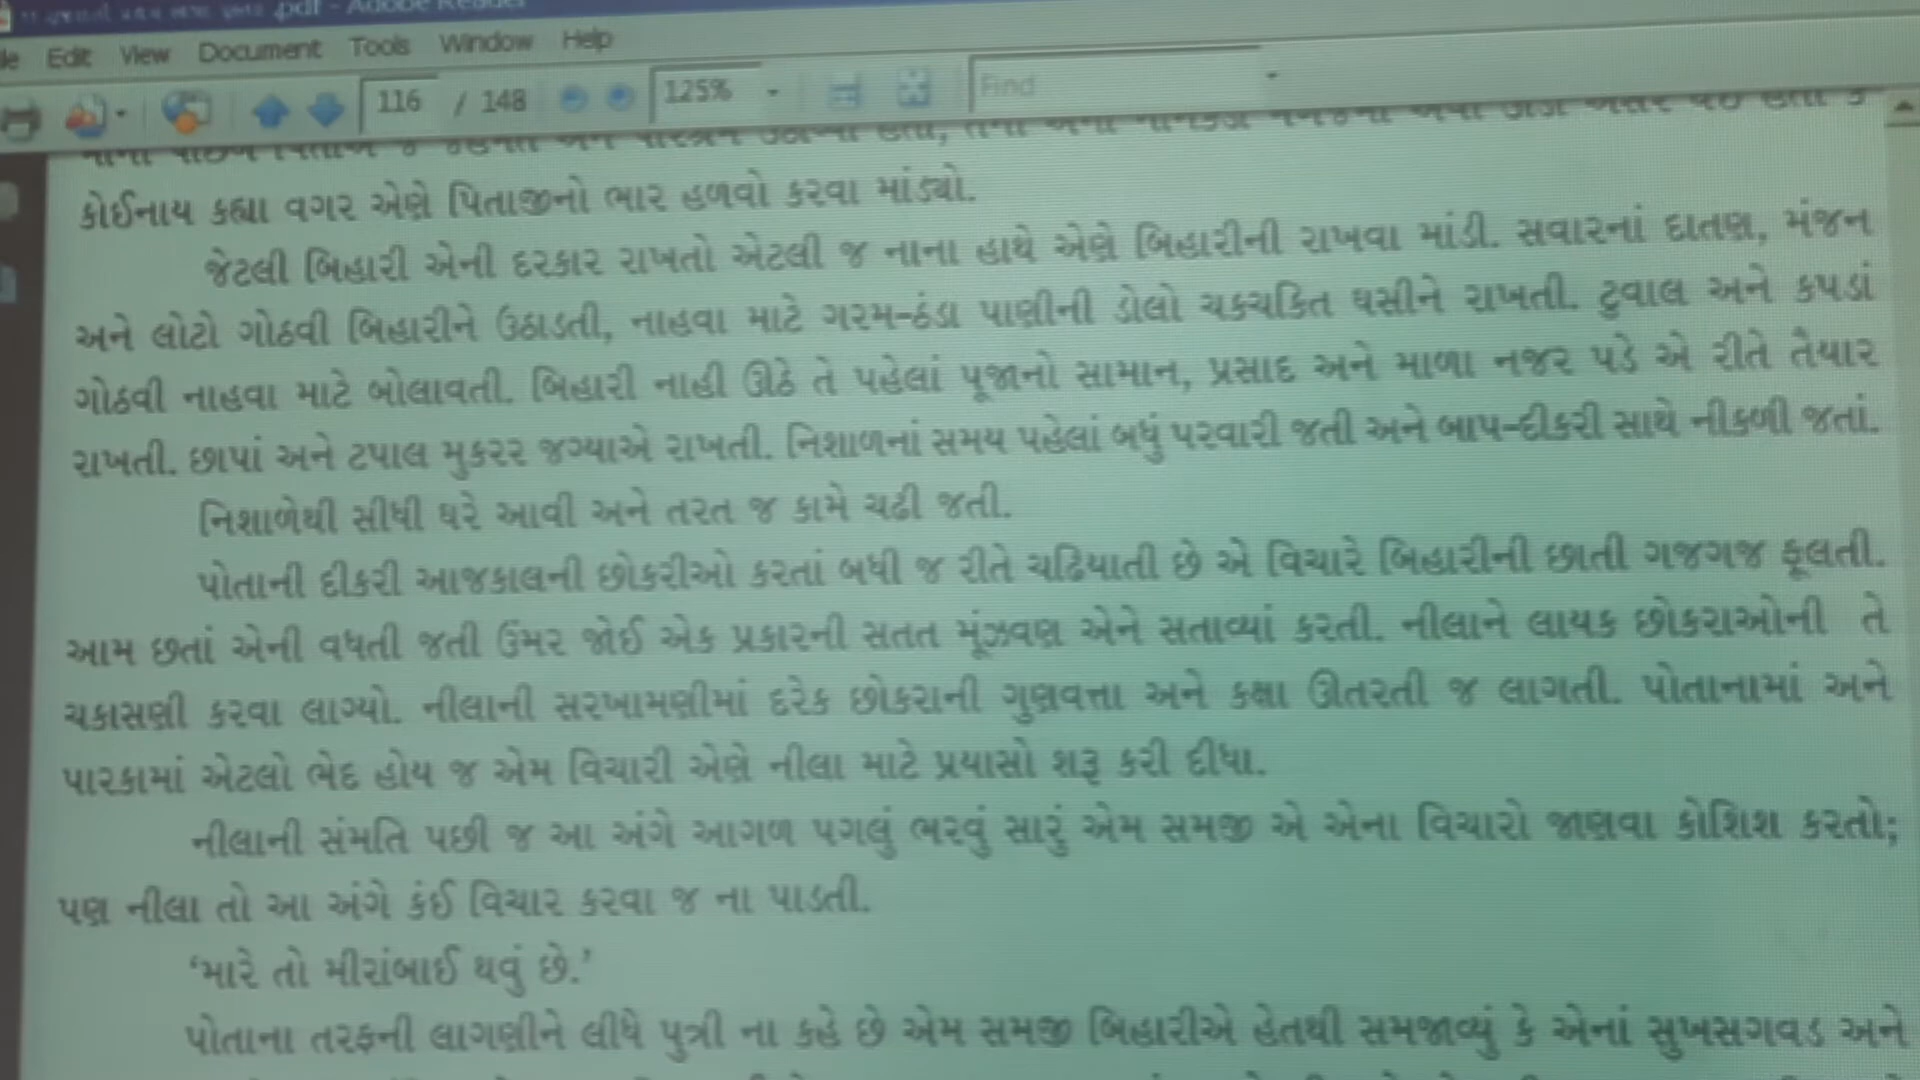 .pdf - Adobe Reader
Edit View Document Tools Window Help
116 / 148 125% Find
કોઈનાય કહ્યા વગર એણે પિતાજીનો ભાર હળવો કરવા માંડ્યો.
જેટલી બિહારી એની દરકાર રાખતો એટલી જ નાના હાથે એણે બિહારીની રાખવા માંડી. સવારનાં દાતણ, મંજન
અને લોટો ગોઠવી બિહારીને ઉઠાડતી, નાહવા માટે ગરમ-ઠંડા પાણીની ડોલો ચકચકિત ઘસીને રાખતી. ટુવાલ અને કપડાં
ગોઠવી નાહવા માટે બોલાવતી. બિહારી નાહી ઊઠે તે પહેલાં પૂજાનો સામાન, પ્રસાદ અને માળા નજર પડે એ રીતે તૈયાર
રાખતી. છાપાં અને ટપાલ મુકરર જગ્યાએ રાખતી. નિશાળનાં સમય પહેલાં બધું પરવારી જતી અને બાપ-દીકરી સાથે નીકળી જતાં.
નિશાળેથી સીધી ઘરે આવી અને તરત જ કામે ચઢી જતી.
પોતાની દીકરી આજકાલની છોકરીઓ કરતાં બધી જ રીતે ચઢિયાતી છે એ વિચારે બિહારીની છાતી ગજગજ ફૂલતી.
આમ છતાં એની વધતી જતી ઉંમર જોઈ એક પ્રકારની સતત મૂંઝવણ એને સતાવ્યાં કરતી. નીલાને લાયક છોકરાઓની તે
ચકાસણી કરવા લાગ્યો. નીલાની સરખામણીમાં દરેક છોકરાની ગુણવત્તા અને કક્ષા ઊતરતી જ લાગતી. પોતાનામાં અને
પારકામાં એટલો ભેદ હોય જ એમ વિચારી એણે નીલા માટે પ્રયાસો શરૂ કરી દીધા.
નીલાની સંમતિ પછી જ આ અંગે આગળ પગલું ભરવું સારું એમ સમજી એ એના વિચારો જાણવા કોશિશ કરતો;
પણ નીલા તો આ અંગે કંઈ વિચાર કરવા જ ના પાડતી.
‘મારે તો મીરાંબાઈ થવું છે.’
પોતાના તરફની લાગણીને લીધે પુત્રી ના કહે છે એમ સમજી બિહારીએ હેતથી સમજાવ્યું કે એનાં સુખસગવડ અને